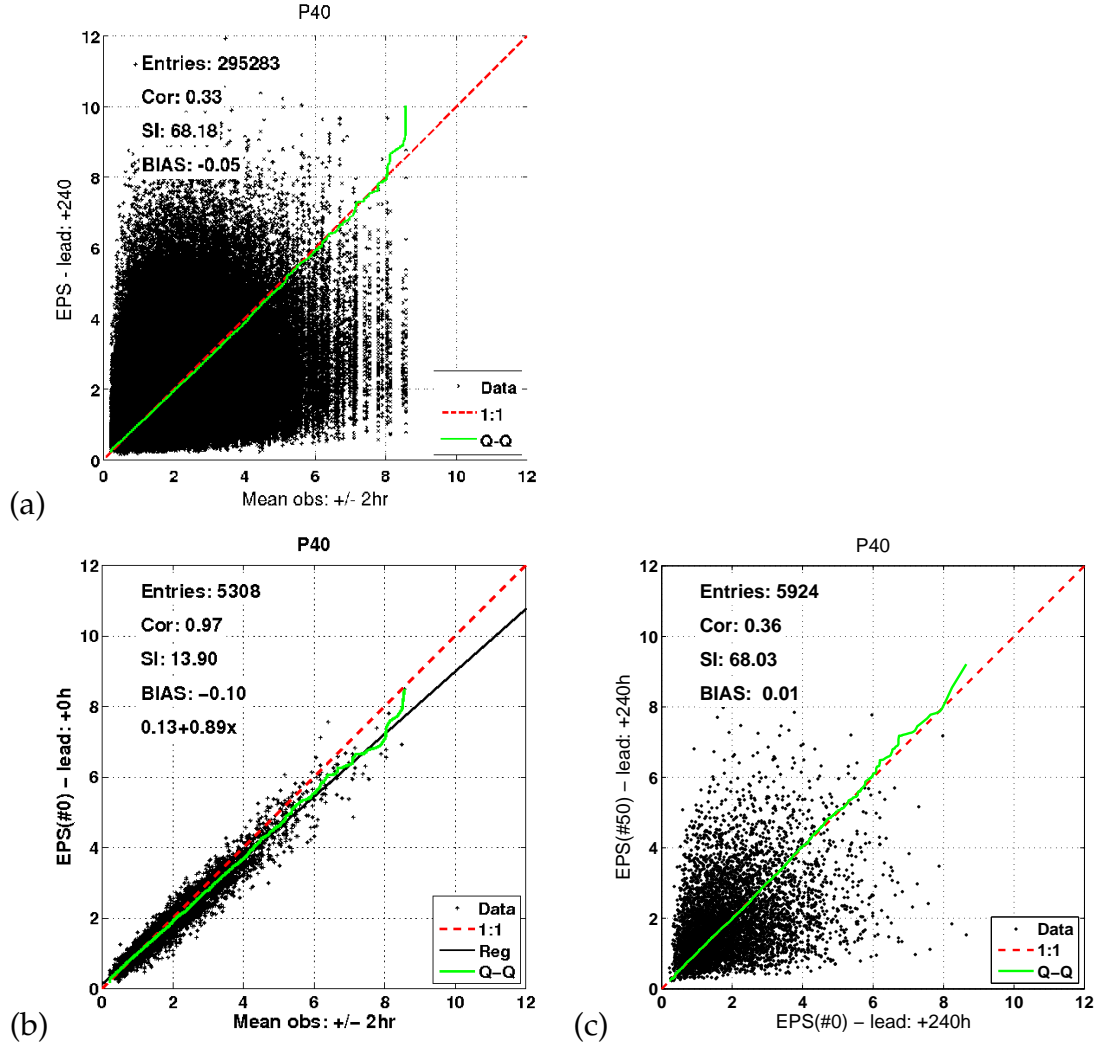 P40
12
10
8
6
4
2
0
EPS - lead: +240
Entries: 295283
Cor: 0.33
SI: 68.18
BIAS: -0.05
Data
1:1
Q-Q
0 2 4 6 8 10 12
Mean obs: +/- 2hr
(a)
P40
12
10
8
6
4
2
0
EPS(#0) – lead: +0h
Entries: 5308
Cor: 0.97
SI: 13.90
BIAS: –0.10
0.13+0.89x
Data
1:1
Reg
Q–Q
0 2 4 6 8 10 12
Mean obs: +/– 2hr
(b)
P40
12
10
8
6
4
2
0
EPS(#50) – lead: +240h
Entries: 5924
Cor: 0.36
SI: 68.03
BIAS: 0.01
Data
1:1
Q–Q
0 2 4 6 8 10 12
EPS(#0) – lead: +240h
(c)